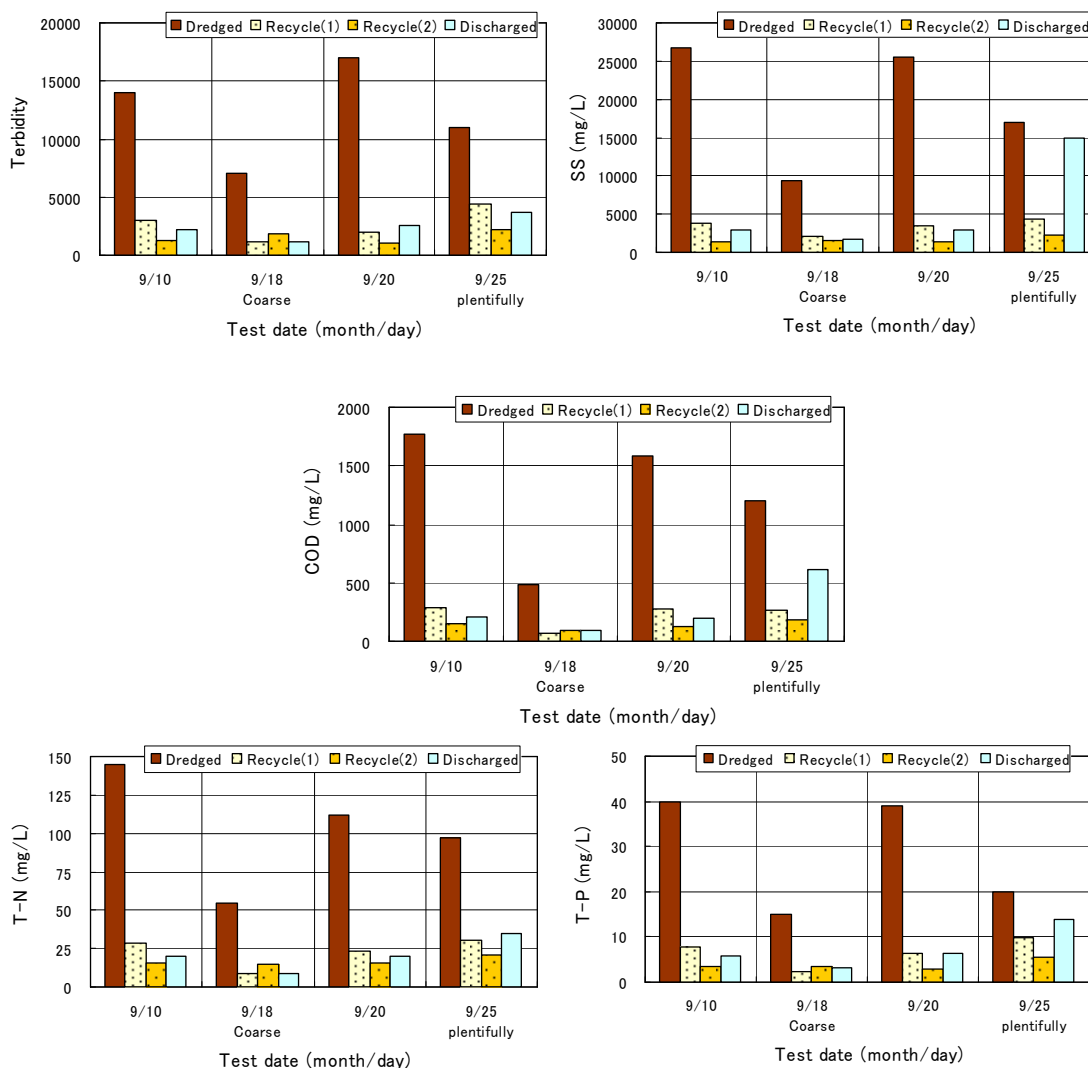 Dredged Recycle(1) Recycle(2) Discharged
20000
15000
10000
5000
0
Terbidity
9/10 9/18 9/20 9/25
Coarse plentifully
Test date (month/day)
Dredged Recycle(1) Recycle(2) Discharged
30000
25000
20000
15000
10000
5000
0
SS (mg/L)
9/10 9/18 9/20 9/25
Coarse plentifully
Test date (month/day)
Dredged Recycle(1) Recycle(2) Discharged
2000
1500
1000
500
0
COD (mg/L)
9/10 9/18 9/20 9/25
Coarse plentifully
Test date (month/day)
Dredged Recycle(1) Recycle(2) Discharged
150
125
100
75
50
25
0
T-N (mg/L)
9/10 9/18 9/20 9/25
Coarse plentifully
Test date (month/day)
Dredged Recycle(1) Recycle(2) Discharged
50
40
30
20
10
0
T-P (mg/L)
9/10 9/18 9/20 9/25
Coarse plentifully
Test date (month/day)